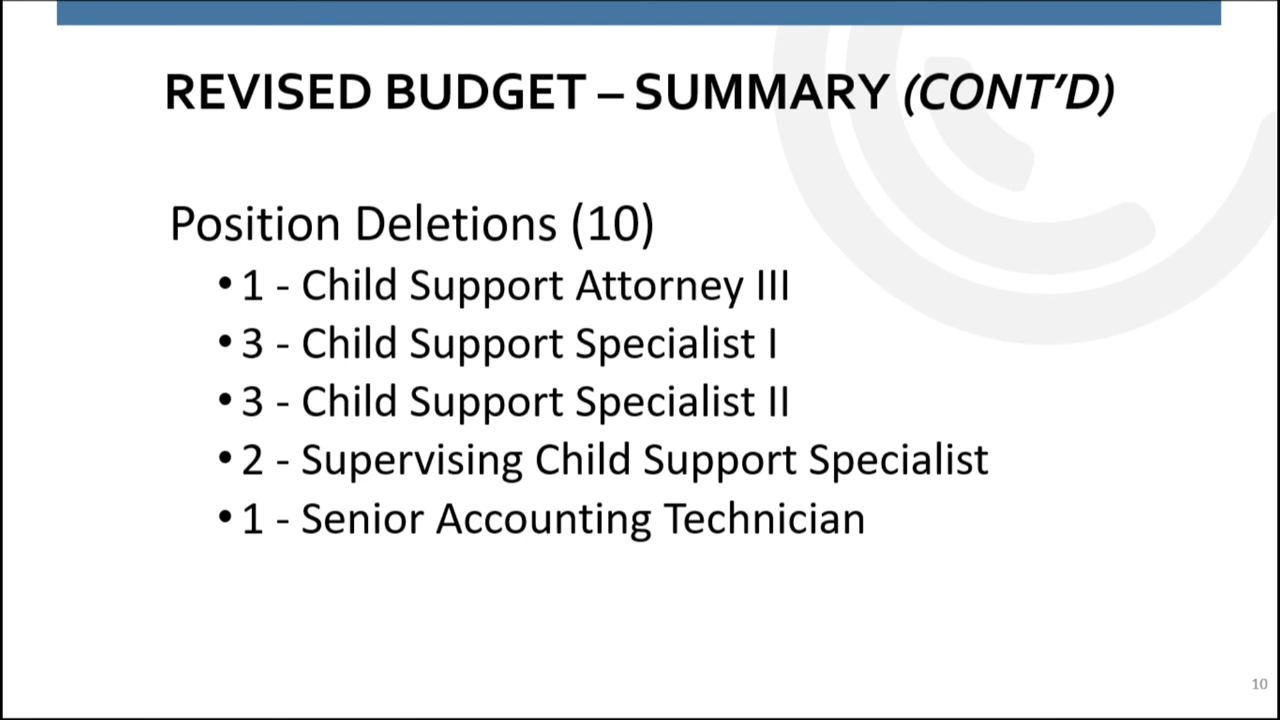 REVISED BUDGET – SUMMARY (CONT'D)
Position Deletions (10)
• 1 - Child Support Attorney III
• 3 - Child Support Specialist I
• 3 - Child Support Specialist II
• 2 - Supervising Child Support Specialist
• 1 - Senior Accounting Technician
10